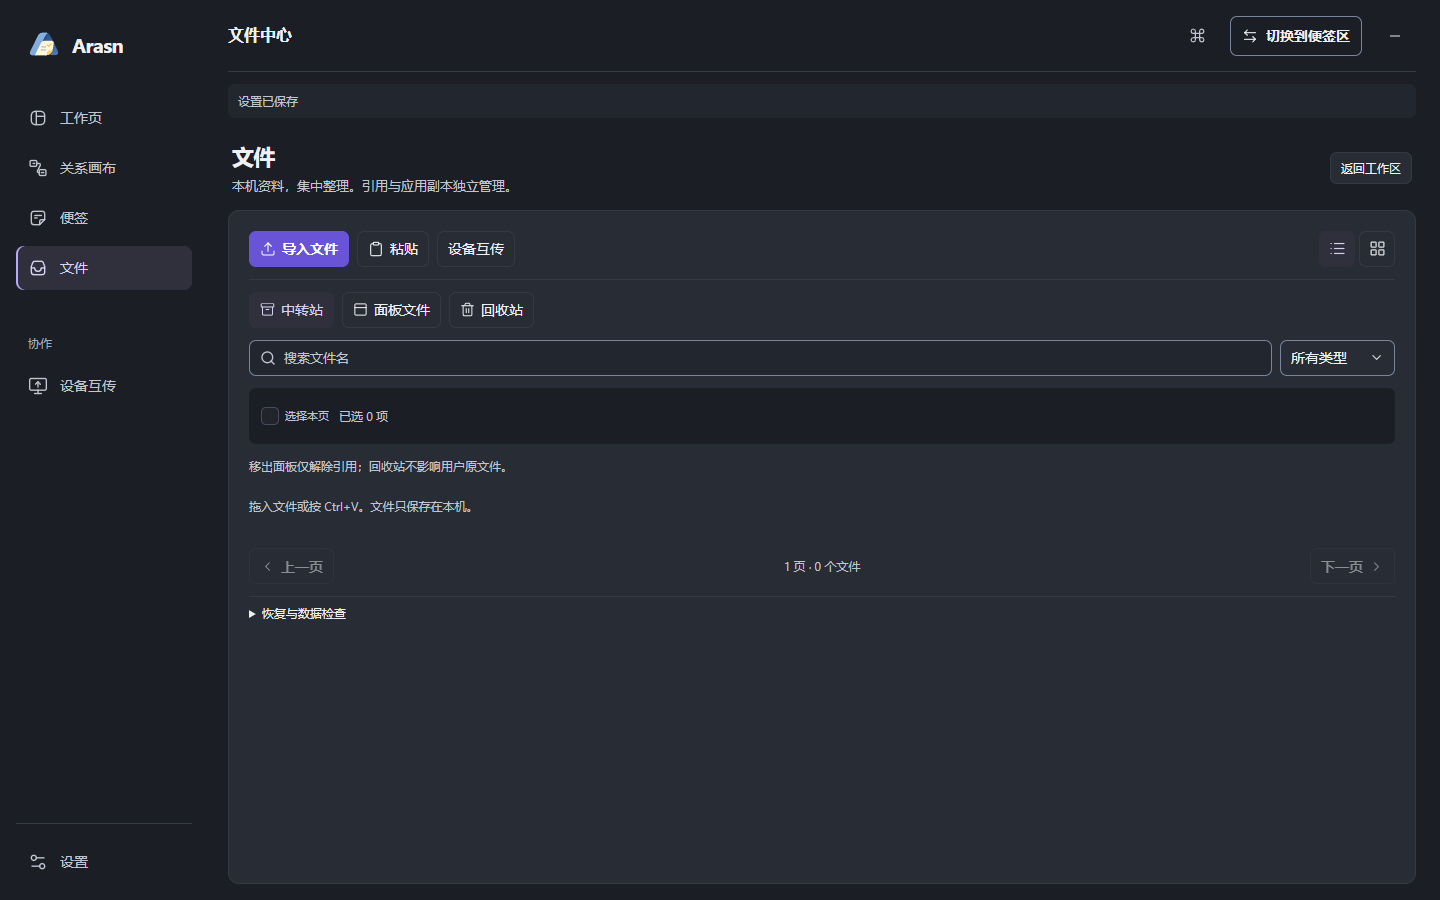 Arasn
文件中心
切换到便签区
设置已保存
工作页
关系画布
便签
文件
协作
设备互传
设置
文件
本机资料，集中整理。引用与应用副本独立管理。
返回工作区
导入文件 粘贴 设备互传
中转站 面板文件 回收站
搜索文件名 所有类型
选择本页 已选 0 项
移出面板仅解除引用；回收站不影响用户原文件。
拖入文件或按 Ctrl+V。文件只保存在本机。
上一页 1 页 · 0 个文件 下一页
恢复与数据检查